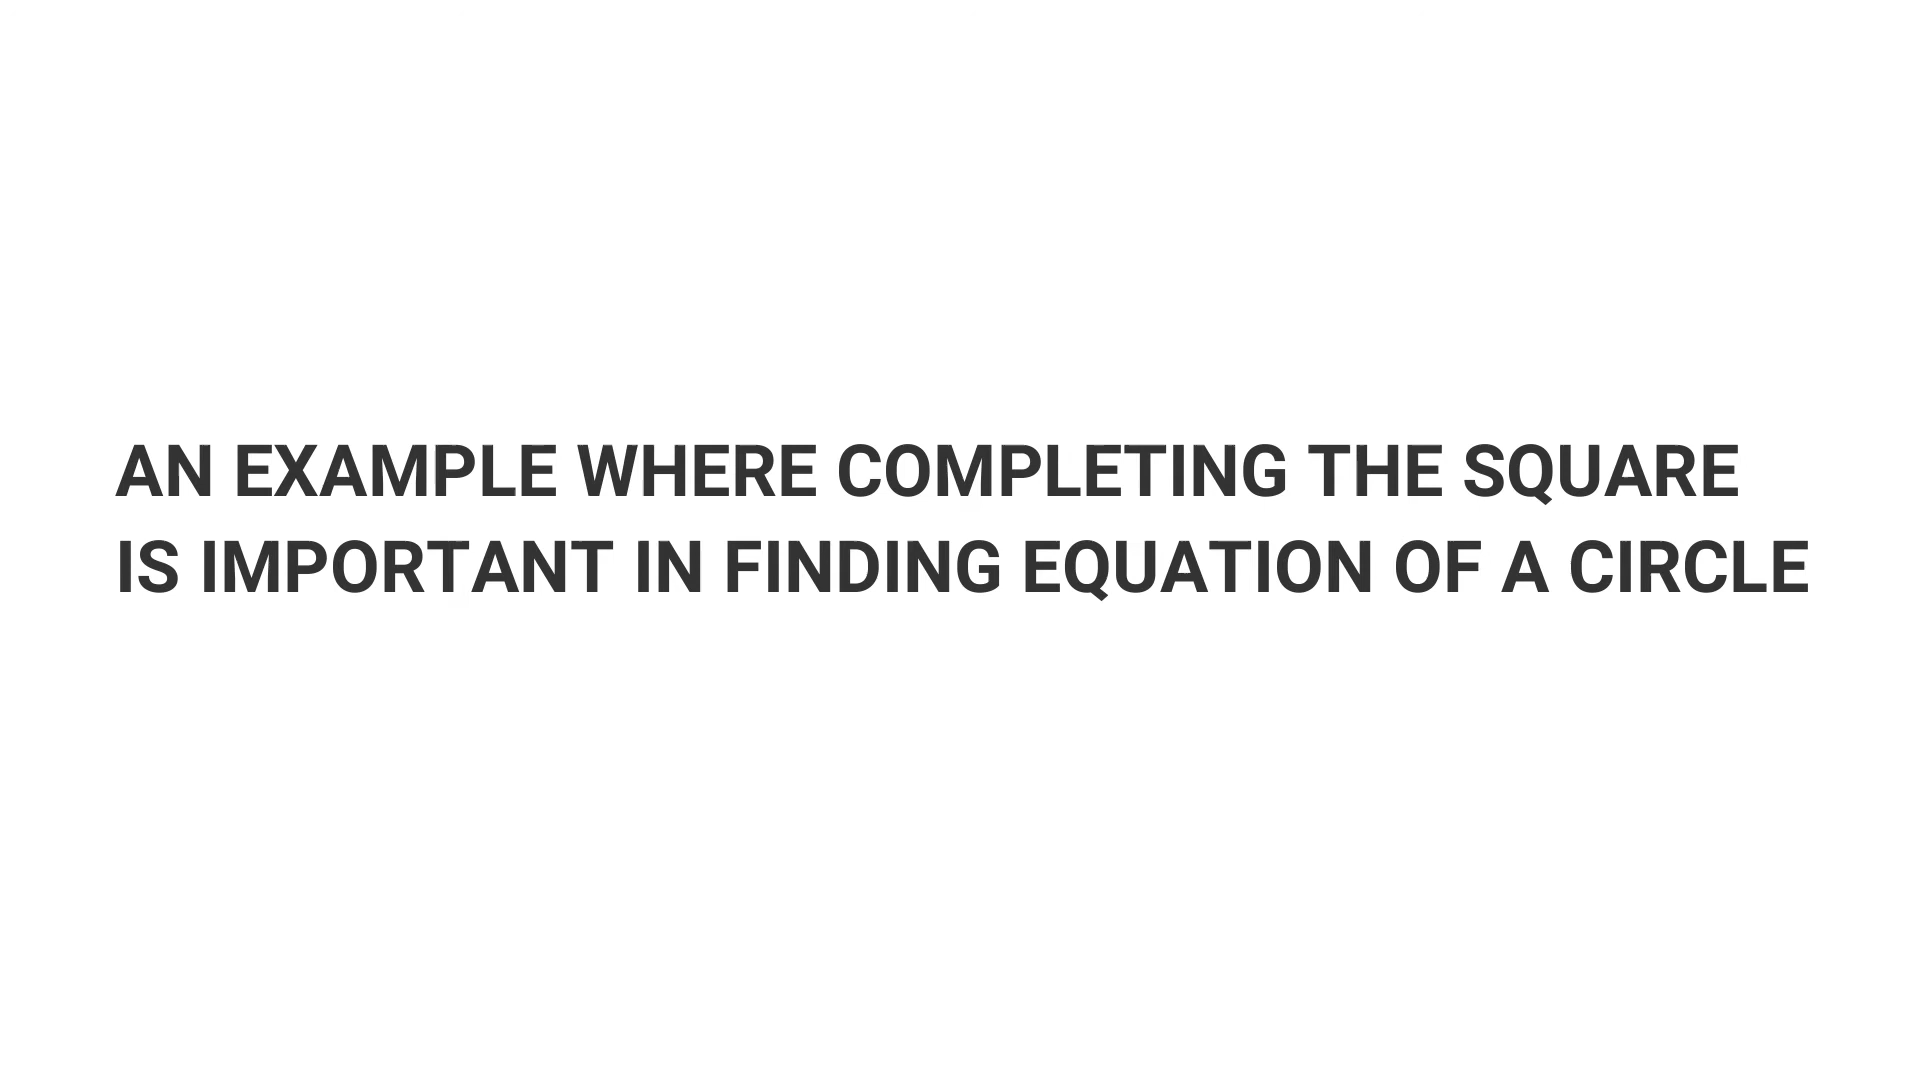 AN EXAMPLE WHERE COMPLETING THE SQUARE
IS IMPORTANT IN FINDING EQUATION OF A CIRCLE